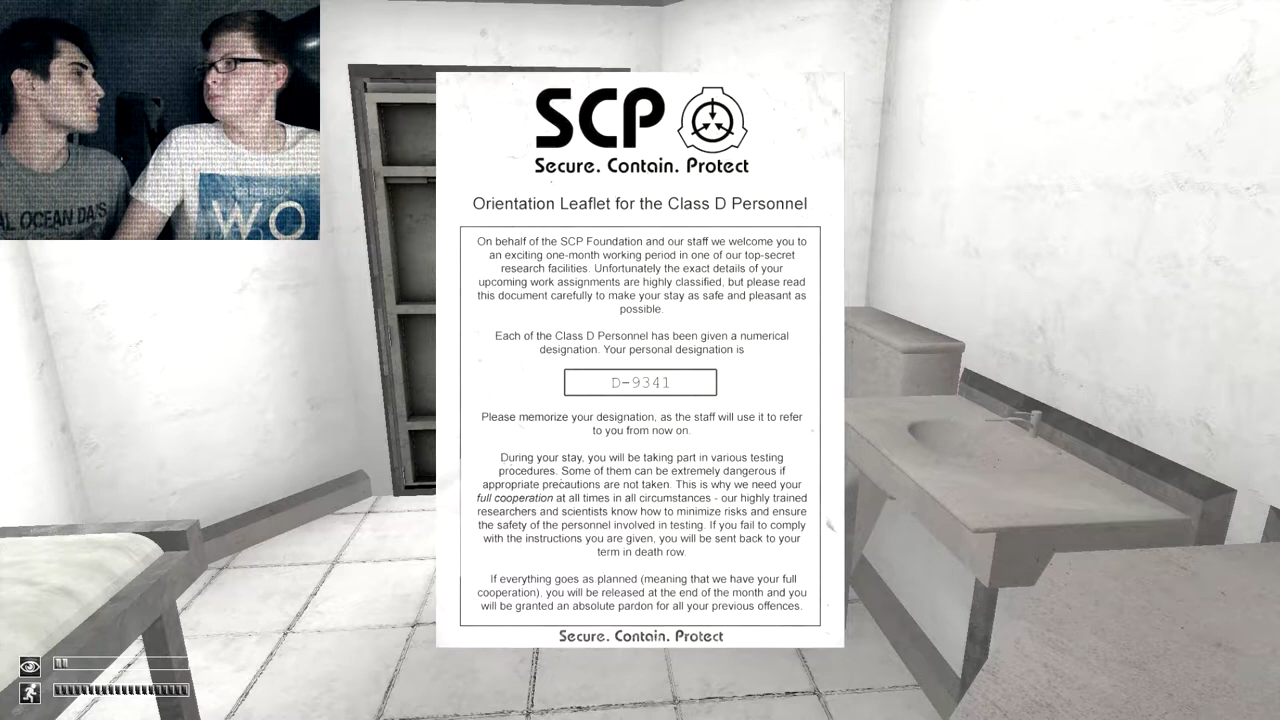 SCP
Secure. Contain. Protect
Orientation Leaflet for the Class D Personnel
On behalf of the SCP Foundation and our staff we welcome you to
an exciting one-month working period in one of our top-secret
research facilities. Unfortunately the exact details of your
upcoming work assignments are highly classified, but please read
this document carefully to make your stay as safe and pleasant as
possible.
Each of the Class D Personnel has been given a numerical
designation. Your personal designation is
D-9341
Please memorize your designation, as the staff will use it to refer
to you from now on.
During your stay, you will be taking part in various testing
procedures. Some of them can be extremely dangerous if
appropriate precautions are not taken. This is why we need your
full cooperation at all times in all circumstances - our highly trained
researchers and scientists know how to minimize risks and ensure
the safety of the personnel involved in testing. If you fail to comply
with the instructions you are given, you will be sent back to your
term in death row.
If everything goes as planned (meaning that we have your full
cooperation), you will be released at the end of the month and you
will be granted an absolute pardon for all your previous offences.
Secure. Contain. Protect
OCEAN
WO